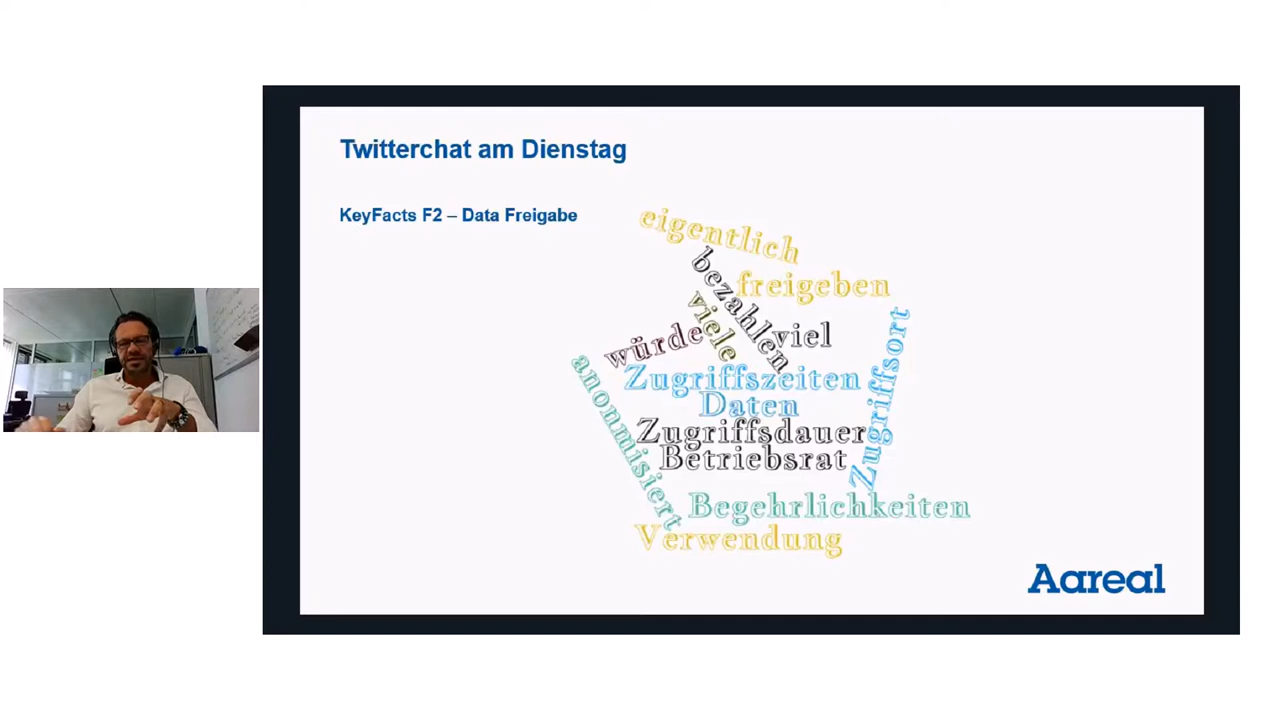 Twitterchat am Dienstag
KeyFacts F2 – Data Freigabe
eigentlich
bezahlen
freigeben
viele
viel
würde
Zugriffsort
anonmisiert
Zugriffszeiten
Daten
Zugriffsdauer
Betriebsrat
Begehrlichkeiten
Verwendung
Aareal